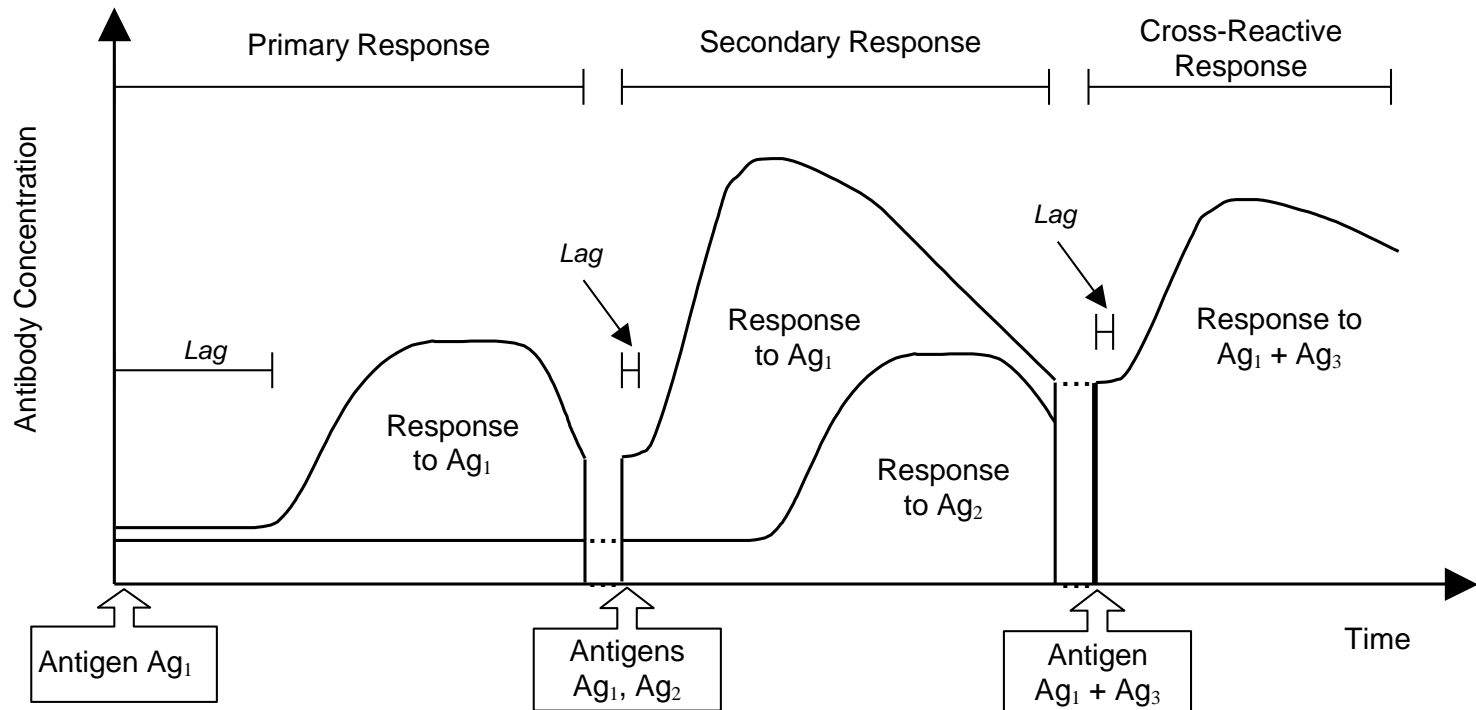 Primary Response
Secondary Response
Cross-Reactive
Response
Antibody Concentration
Lag
Response
to Ag₁
Lag
Response
to Ag₁
Response
to Ag₂
Lag
Response to
Ag₁ + Ag₃
Antigen Ag₁
Antigens
Ag₁, Ag₂
Antigen
Ag₁ + Ag₃
Time